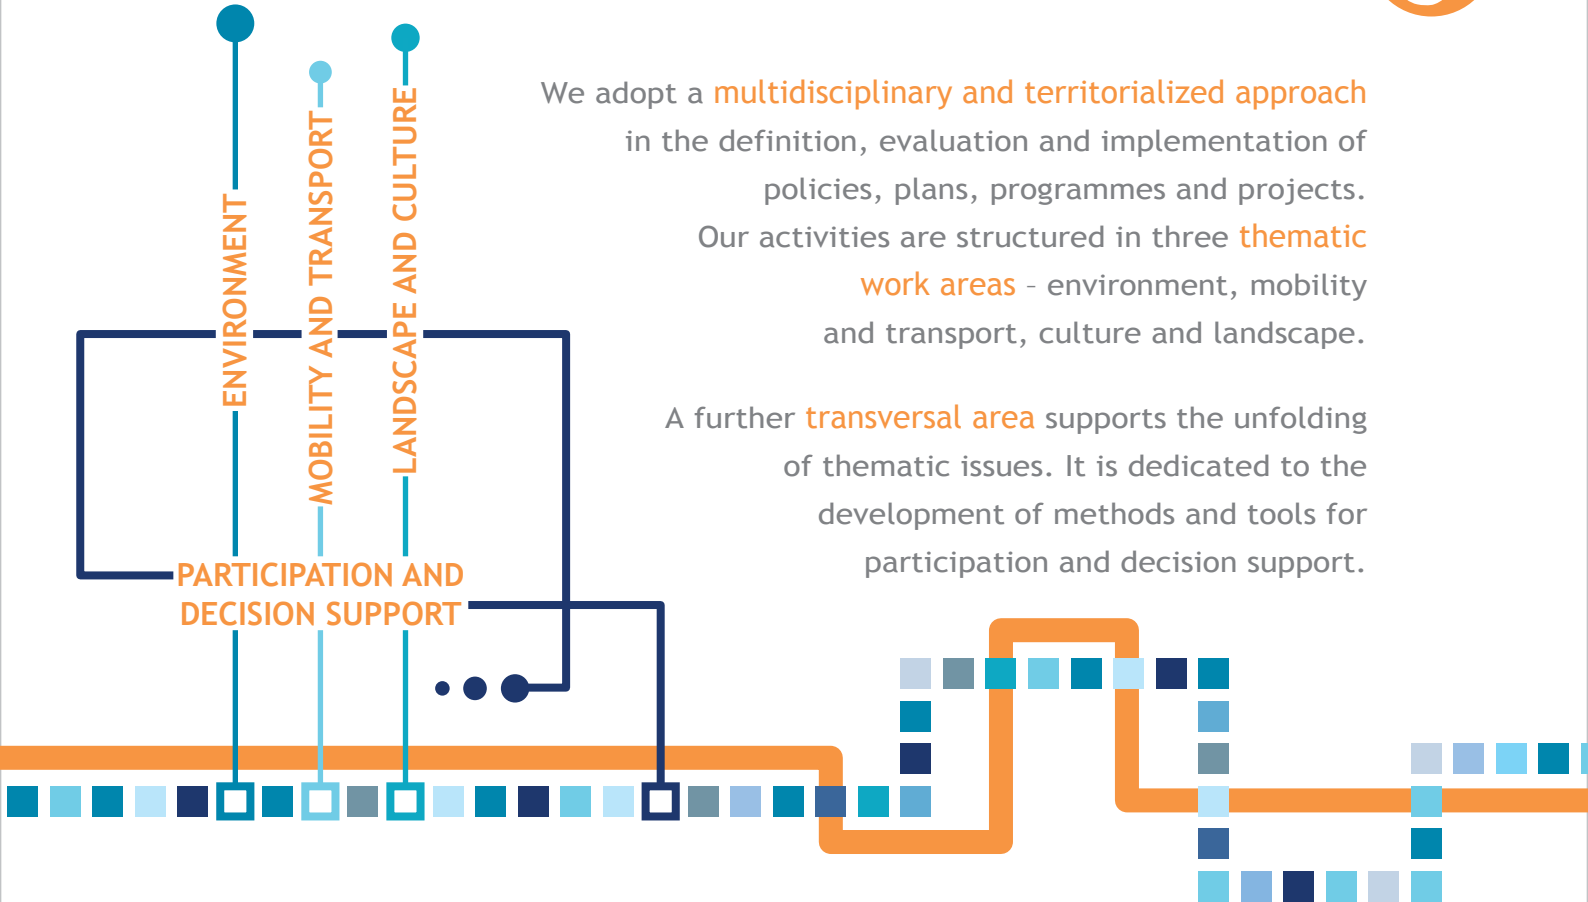 ENVIRONMENT
MOBILITY AND TRANSPORT
LANDSCAPE AND CULTURE
PARTICIPATION AND
DECISION SUPPORT
We adopt a multidisciplinary and territorialized approach
in the definition, evaluation and implementation of
policies, plans, programmes and projects.
Our activities are structured in three thematic
work areas – environment, mobility
and transport, culture and landscape.
A further transversal area supports the unfolding
of thematic issues. It is dedicated to the
development of methods and tools for
participation and decision support.